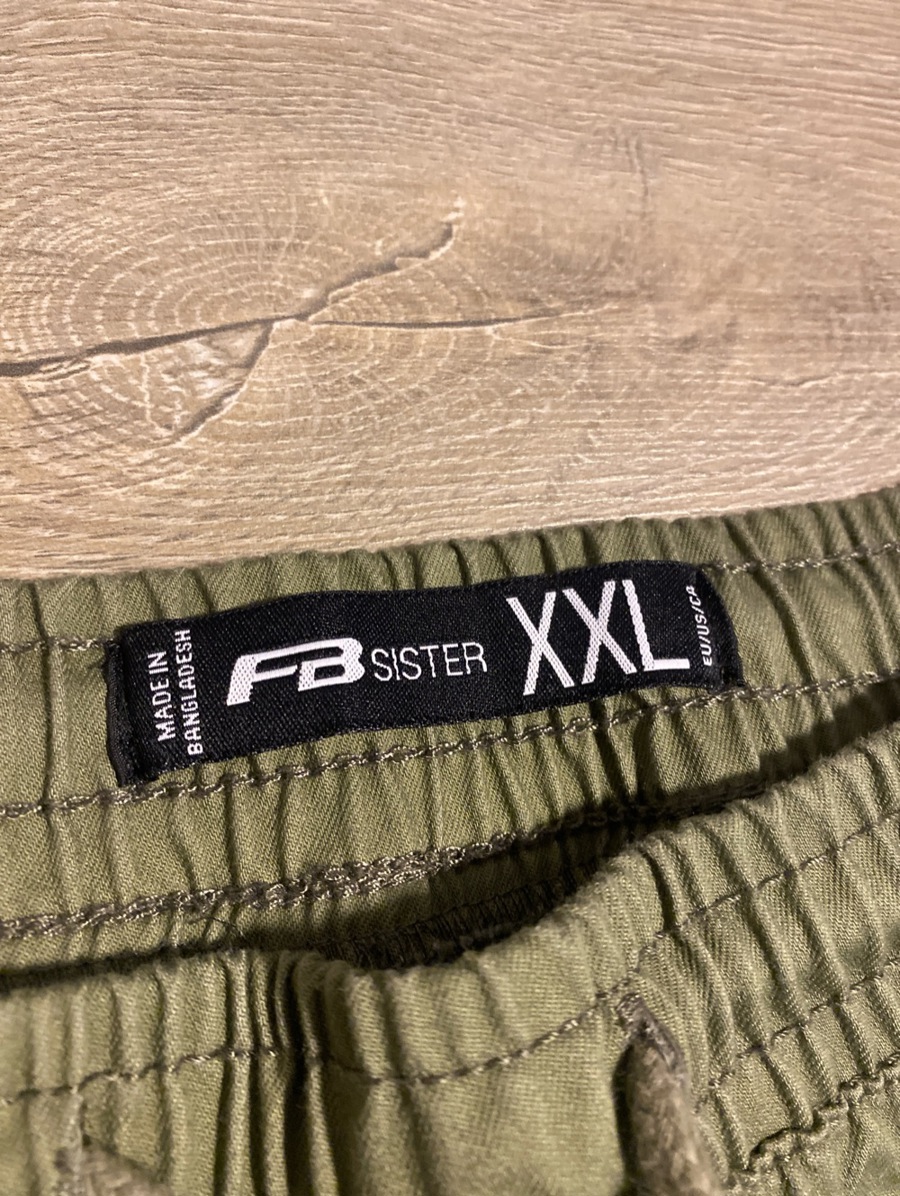 MADE IN
BANGLADESH
FB SISTER
XXL
EU/US/CA